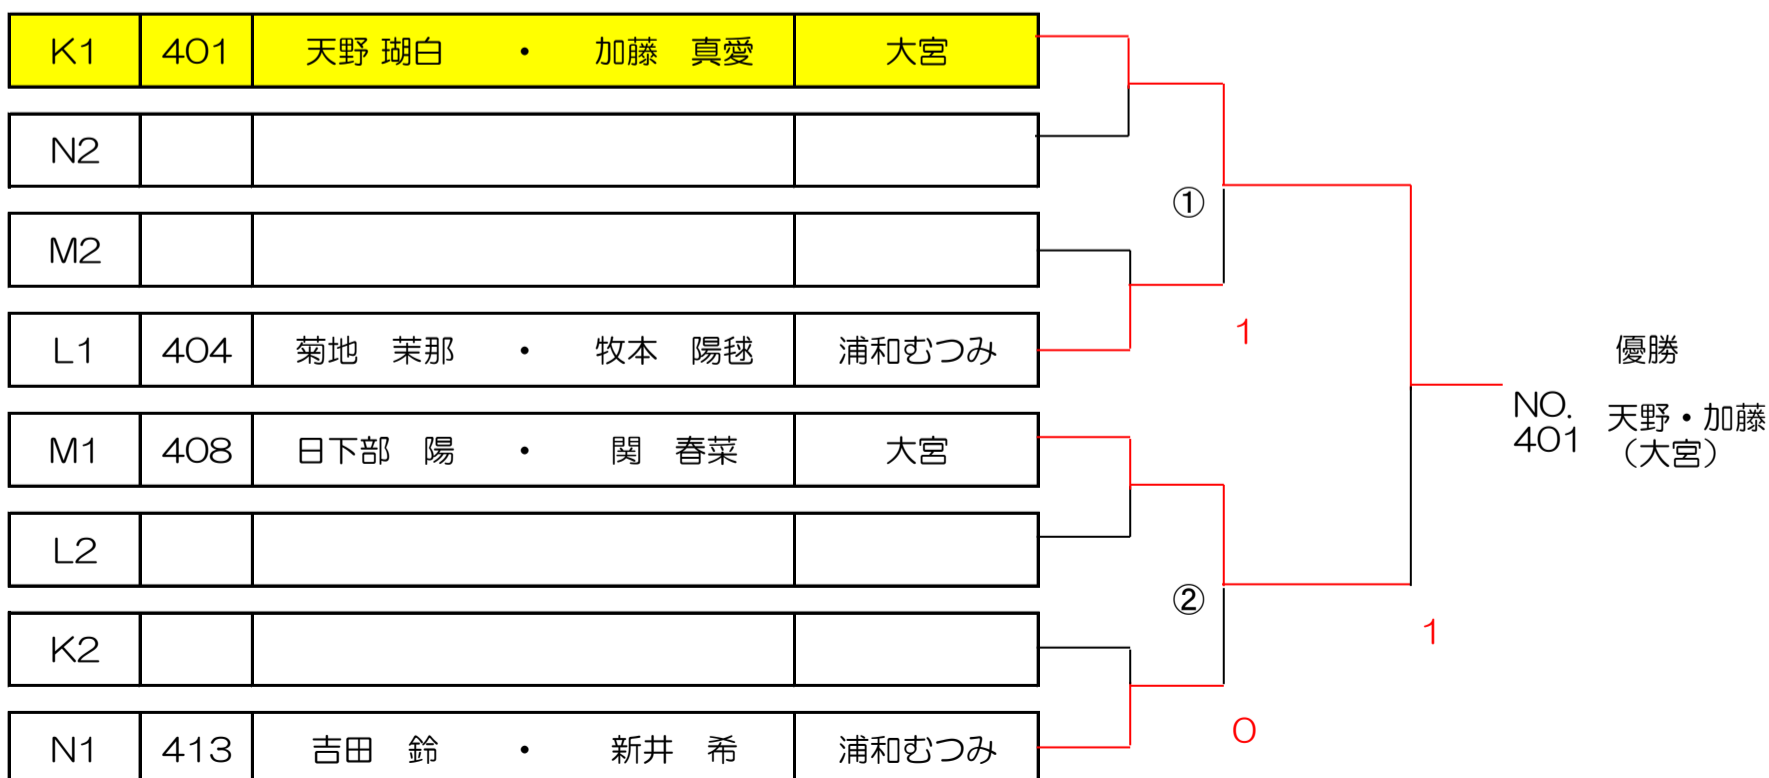 K1 401 天野 瑚白 ・ 加藤 真愛 大宮
N2
①
M2
L1 404 菊地 茉那 ・ 牧本 陽毬 浦和むつみ
1
優勝
NO. 401 天野・加藤
(大宮)
M1 408 日下部 陽 ・ 関 春菜 大宮
L2
②
K2
1
N1 413 吉田 鈴 ・ 新井 希 浦和むつみ
0